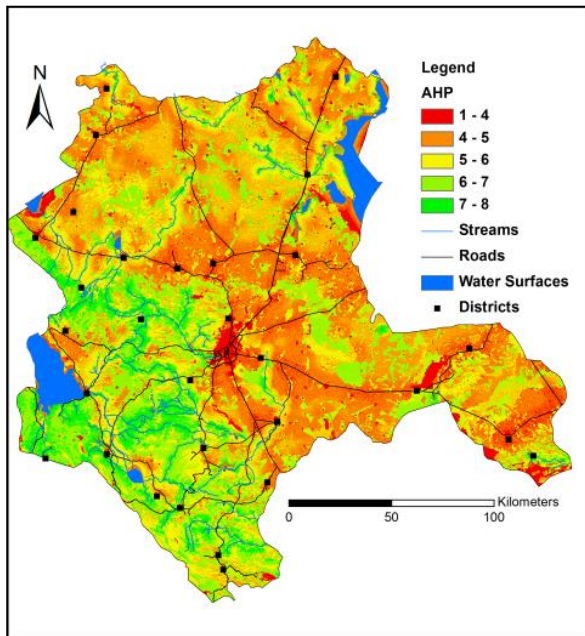 N
Legend
AHP
1 - 4
4 - 5
5 - 6
6 - 7
7 - 8
Streams
Roads
Water Surfaces
Districts
Kilometers
0 50 100